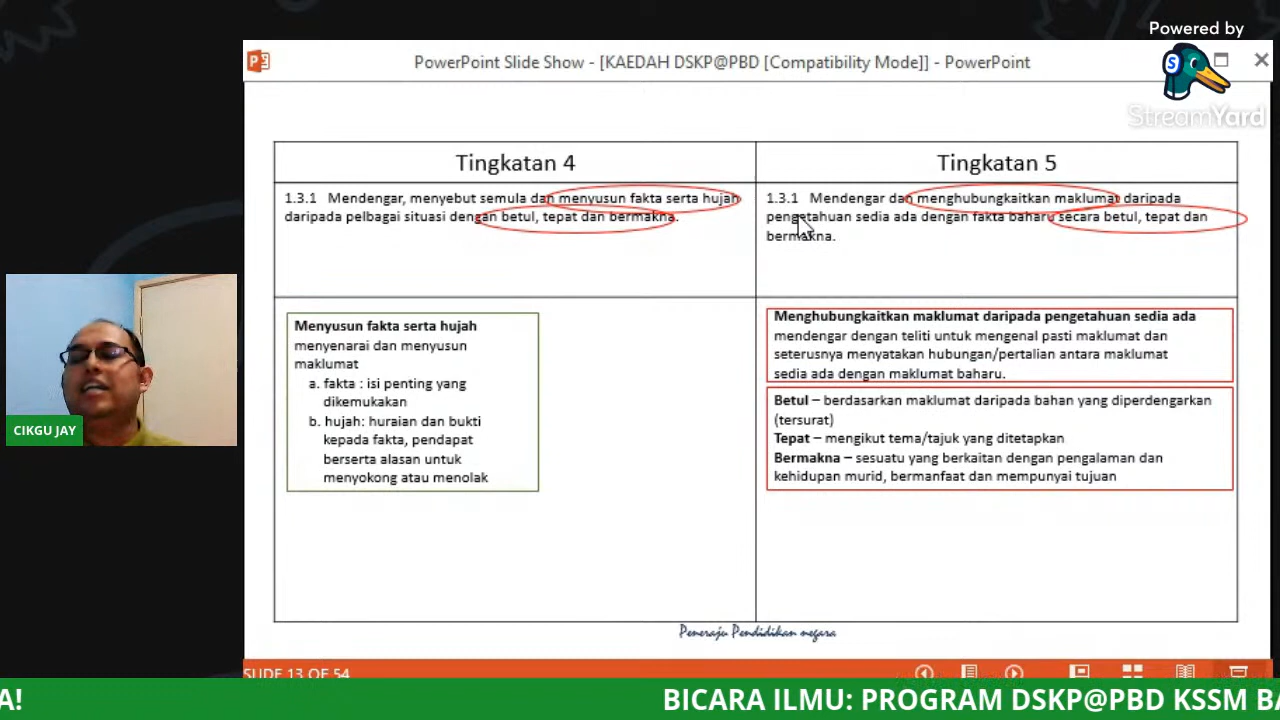 Powered by
StreamYard
PowerPoint Slide Show - [KAEDAH DSKP@PBD [Compatibility Mode]] - PowerPoint
Tingkatan 4
1.3.1 Mendengar, menyebut semula dan menyusun fakta serta hujah
daripada pelbagai situasi dengan betul, tepat dan bermakna.
Tingkatan 5
1.3.1 Mendengar dan menghubungkaitkan maklumat daripada
pengetahuan sedia ada dengan fakta baharu secara betul, tepat dan
bermakna.
Menyusun fakta serta hujah
menyenarai dan menyusun
maklumat
a. fakta : isi penting yang
dikemukakan
b. hujah: huraian dan bukti
kepada fakta, pendapat
berserta alasan untuk
menyokong atau menolak
Menghubungkaitkan maklumat daripada pengetahuan sedia ada
mendengar dengan teliti untuk mengenal pasti maklumat dan
seterusnya menyatakan hubungan/pertalian antara maklumat
sedia ada dengan maklumat baharu.
Betul – berdasarkan maklumat daripada bahan yang diperdengarkan
(tersurat)
Tepat – mengikut tema/tajuk yang ditetapkan
Bermakna – sesuatu yang berkaitan dengan pengalaman dan
kehidupan murid, bermanfaat dan mempunyai tujuan
Peneraju Pendidikan negara
SLIDE 13 OF 54
CIKGU JAY
A! BICARA ILMU: PROGRAM DSKP@PBD KSSM BA